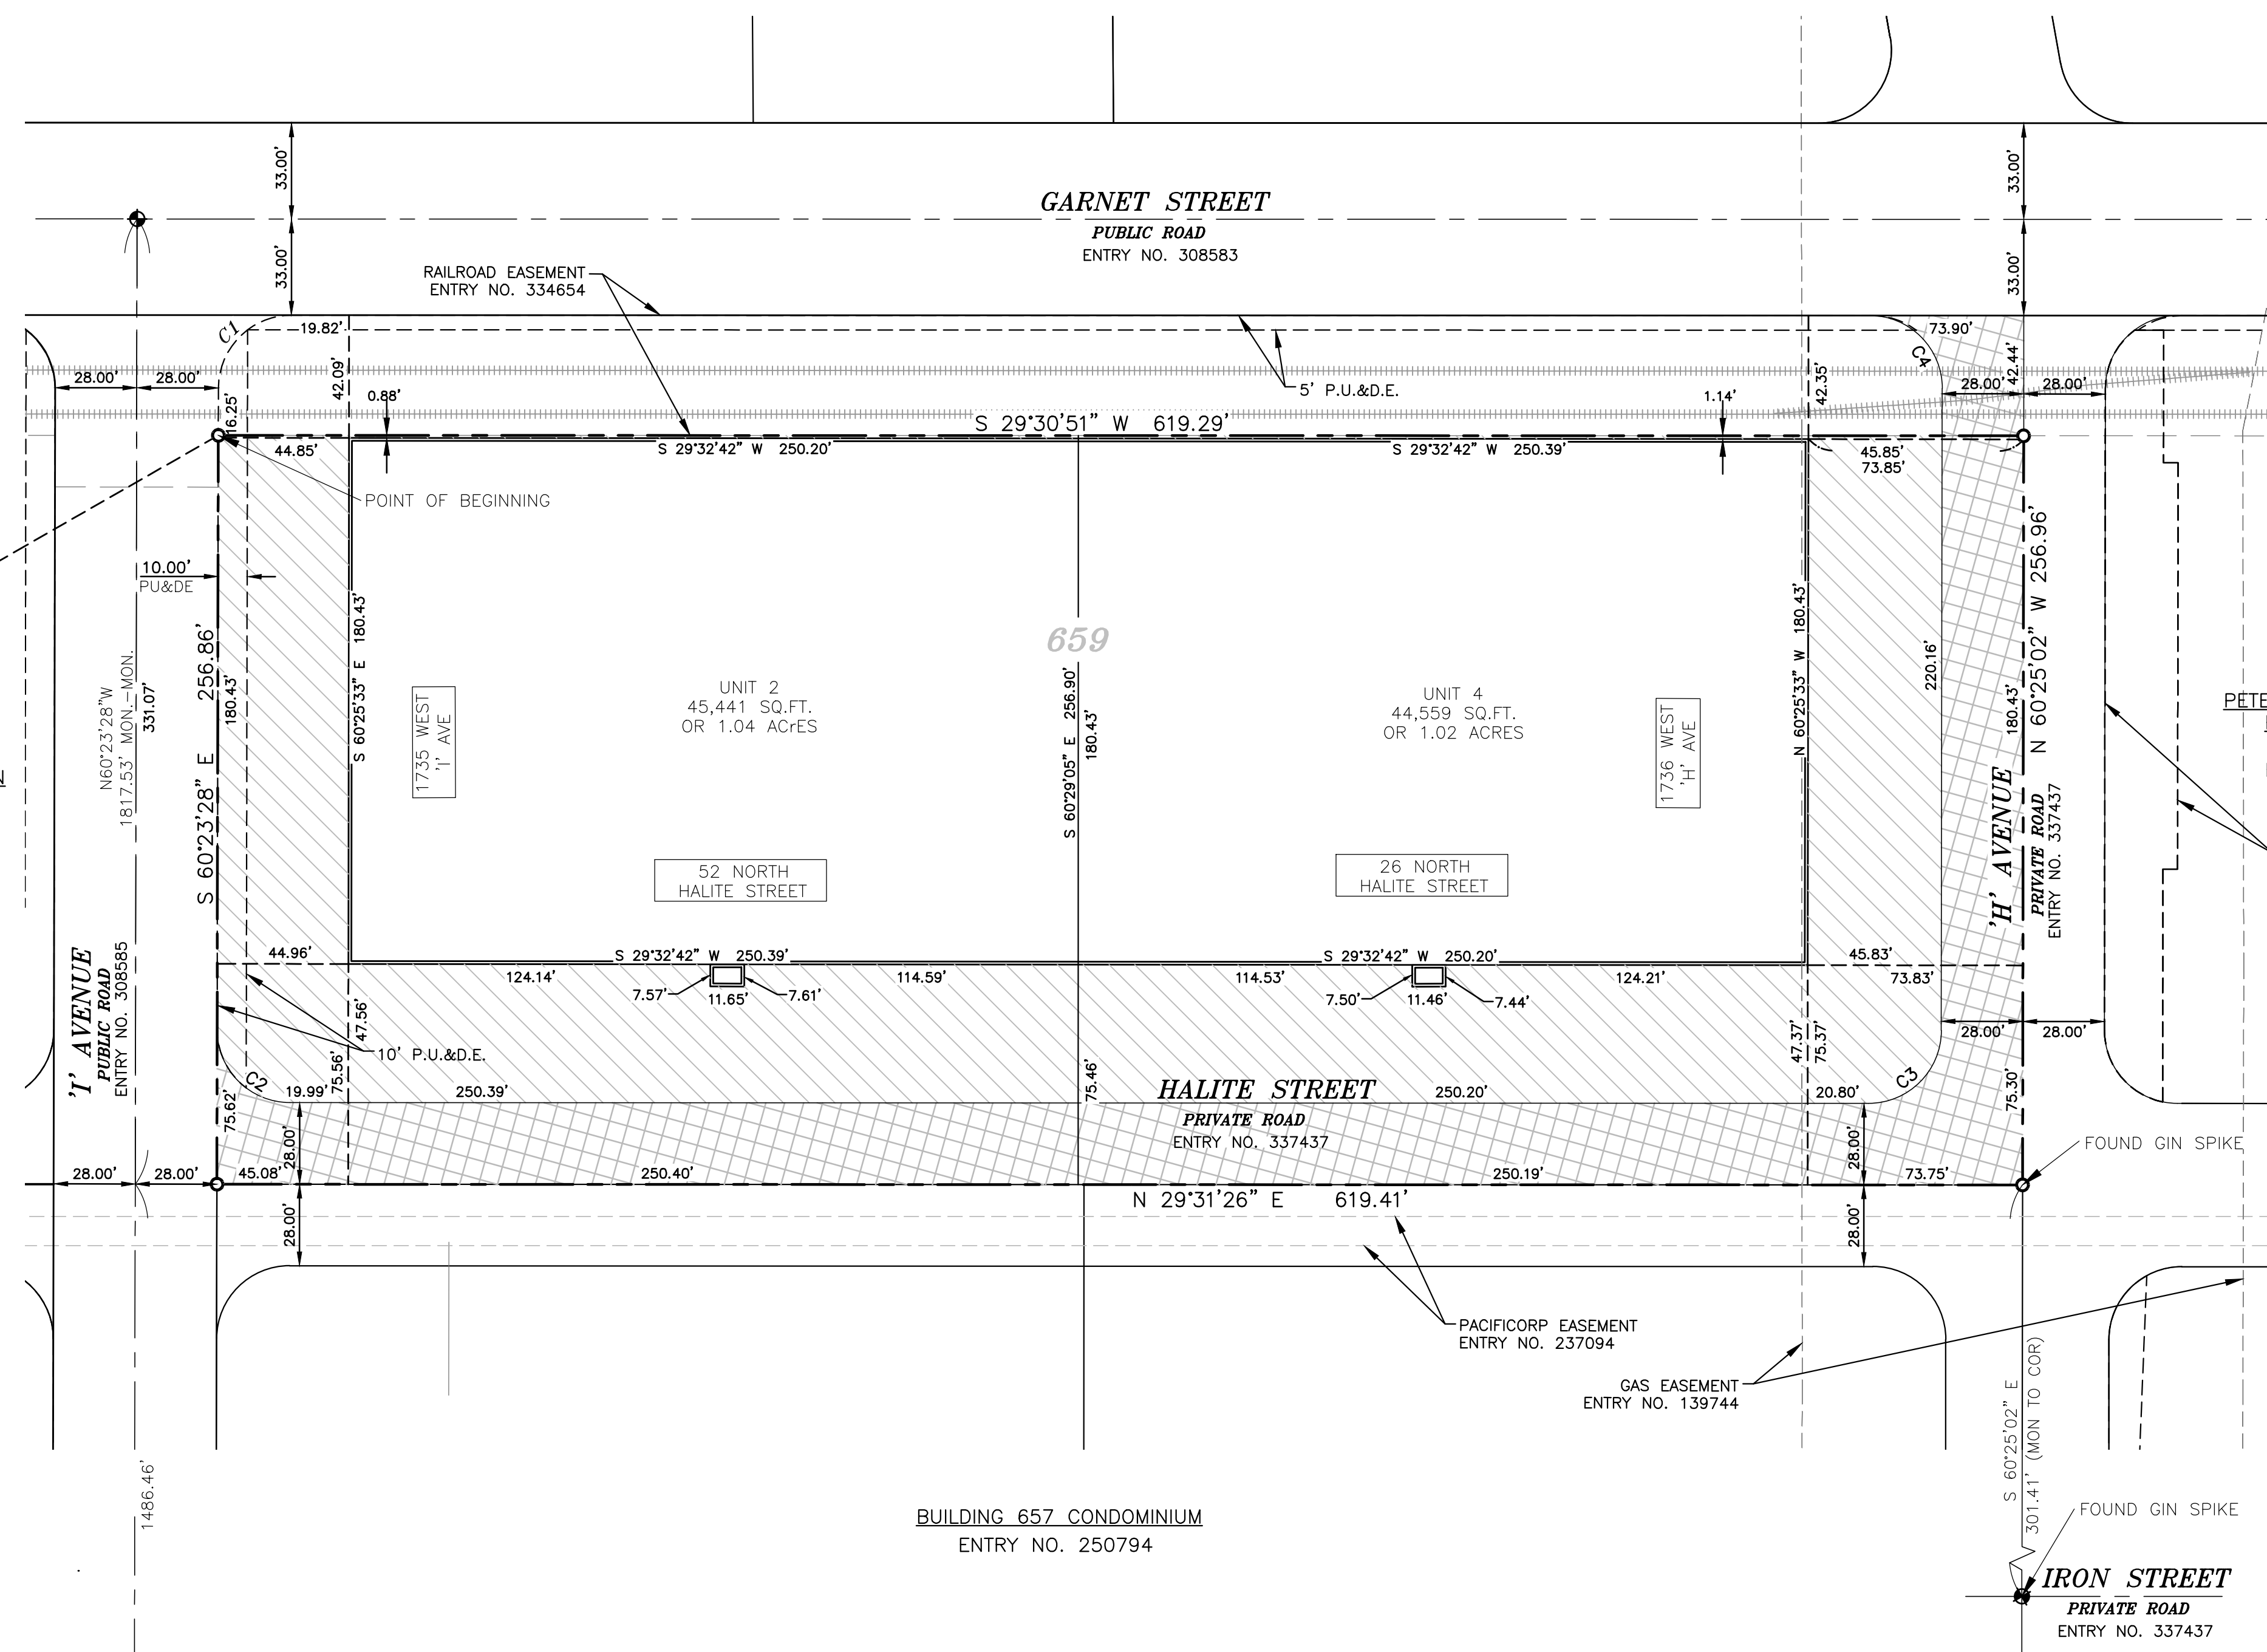 33.00'
33.00'
GARNET STREET
PUBLIC ROAD
ENTRY NO. 308583
33.00'
33.00'
RAILROAD EASEMENT
ENTRY NO. 334654
C1
19.82'
42.09'
28.00'
28.00'
16.25'
0.88'
5' P.U.&D.E.
1.14'
42.35'
73.90'
C4
42.44'
28.00'
28.00'
S 29°30'51" W 619.29'
44.85'
S 29°32'42" W 250.20'
S 29°32'42" W 250.39'
45.85'
73.85'
POINT OF BEGINNING
10.00'
PU&DE
S 60°23'28" E 256.86'
180.43'
N60°23'28"W
1817.53' MON.-MON.
331.07'
S 60°25'33" E 180.43'
1735 WEST
'I' AVE
659
UNIT 2
45,441 SQ.FT.
OR 1.04 ACrES
S 60°29'05" E 256.90'
180.43'
UNIT 4
44,559 SQ.FT.
OR 1.02 ACRES
1736 WEST
'H' AVE
N 60°25'33" W 180.43'
220.16'
180.43'
N 60°25'02" W 256.96'
'H' AVENUE
PRIVATE ROAD
ENTRY NO. 337437
PETE
52 NORTH
HALITE STREET
26 NORTH
HALITE STREET
'I' AVENUE
PUBLIC ROAD
ENTRY NO. 308585
44.96'
S 29°32'42" W 250.39'
S 29°32'42" W 250.20'
45.83'
124.14'
7.57'
11.65'
7.61'
114.59'
114.53'
7.50'
11.46'
7.44'
124.21'
73.83'
47.56'
75.56'
10' P.U.&D.E.
47.37'
75.37'
28.00'
28.00'
C2
75.62'
19.99'
250.39'
75.46'
HALITE STREET
PRIVATE ROAD
ENTRY NO. 337437
250.20'
20.80'
C3
75.30'
28.00'
28.00'
FOUND GIN SPIKE
28.00'
28.00'
45.08'
250.40'
250.19'
73.75'
N 29°31'26" E 619.41'
28.00'
28.00'
PACIFICORP EASEMENT
ENTRY NO. 237094
GAS EASEMENT
ENTRY NO. 139744
S 60°25'02" E
301.41' (MON TO COR)
1486.46'
BUILDING 657 CONDOMINIUM
ENTRY NO. 250794
FOUND GIN SPIKE
IRON STREET
PRIVATE ROAD
ENTRY NO. 337437